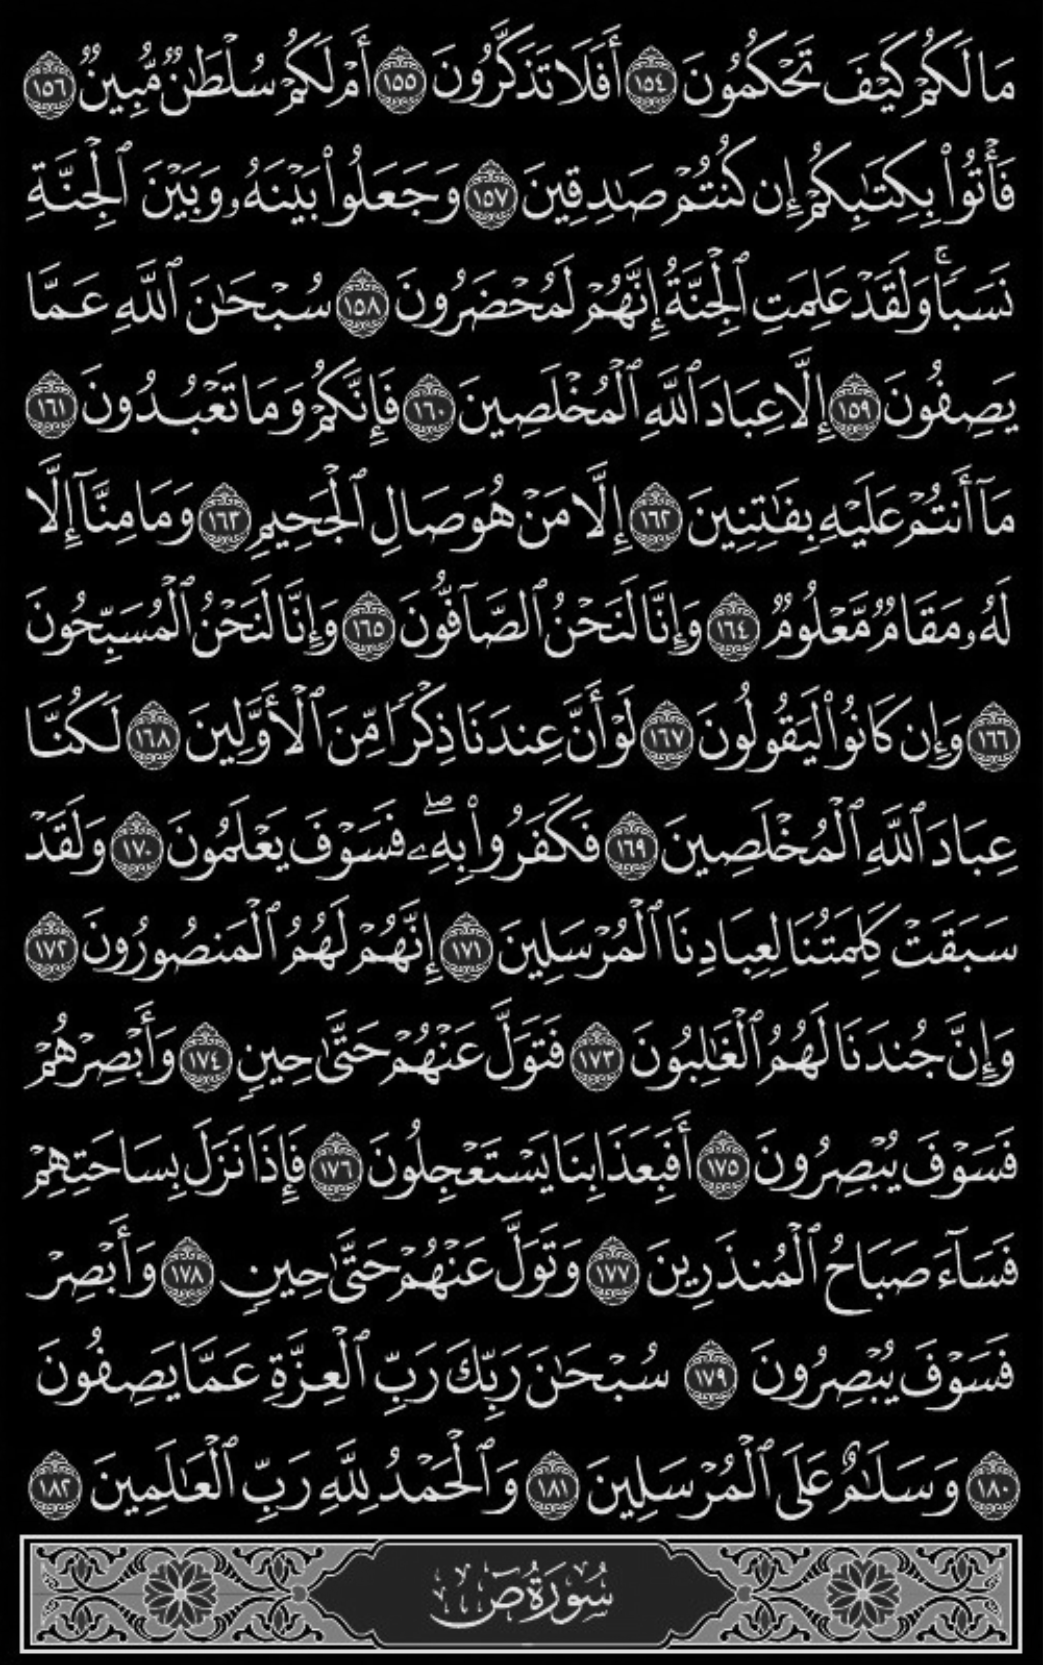 مَا لَكُمْ كَيْفَ تَحْكُمُونَ ١٥٤ أَفَلَا تَذَكَّرُونَ ١٥٥ أَمْ لَكُمْ سُلْطَٰنٌ مُّبِينٌ ١٥٦
فَأْتُوا۟ بِكِتَٰبِكُمْ إِن كُنتُمْ صَٰدِقِينَ ١٥٧ وَجَعَلُوا۟ بَيْنَهُۥ وَبَيْنَ ٱلْجِنَّةِ
نَسَبًا ۚ وَلَقَدْ عَلِمَتِ ٱلْجِنَّةُ إِنَّهُمْ لَمُحْضَرُونَ ١٥٨ سُبْحَٰنَ ٱللَّهِ عَمَّا
يَصِفُونَ ١٥٩ إِلَّا عِبَادَ ٱللَّهِ ٱلْمُخْلَصِينَ ١٦٠ فَإِنَّكُمْ وَمَا تَعْبُدُونَ ١٦١
مَآ أَنتُمْ عَلَيْهِ بِفَٰتِنِينَ ١٦٢ إِلَّا مَنْ هُوَ صَالِ ٱلْجَحِيمِ ١٦٣ وَمَا مِنَّآ إِلَّا
لَهُۥ مَقَامٌ مَّعْلُومٌ ١٦٤ وَإِنَّا لَنَحْنُ ٱلصَّآفُّونَ ١٦٥ وَإِنَّا لَنَحْنُ ٱلْمُسَبِّحُونَ
١٦٦ وَإِن كَانُوا۟ لَيَقُولُونَ ١٦٧ لَوْ أَنَّ عِندَنَا ذِكْرًا مِّنَ ٱلْأَوَّلِينَ ١٦٨ لَكُنَّا
عِبَادَ ٱللَّهِ ٱلْمُخْلَصِينَ ١٦٩ فَكَفَرُوا۟ بِهِۦ ۖ فَسَوْفَ يَعْلَمُونَ ١٧٠ وَلَقَدْ
سَبَقَتْ كَلِمَتُنَا لِعِبَادِنَا ٱلْمُرْسَلِينَ ١٧١ إِنَّهُمْ لَهُمُ ٱلْمَنصُورُونَ ١٧٢
وَإِنَّ جُندَنَا لَهُمُ ٱلْغَٰلِبُونَ ١٧٣ فَتَوَلَّ عَنْهُمْ حَتَّىٰ حِينٍ ١٧٤ وَأَبْصِرْهُمْ
فَسَوْفَ يُبْصِرُونَ ١٧٥ أَفَبِعَذَابِنَا يَسْتَعْجِلُونَ ١٧٦ فَإِذَا نَزَلَ بِسَاحَتِهِمْ
فَسَآءَ صَبَاحُ ٱلْمُنذَرِينَ ١٧٧ وَتَوَلَّ عَنْهُمْ حَتَّىٰ حِينٍ ١٧٨ وَأَبْصِرْ
فَسَوْفَ يُبْصِرُونَ ١٧٩ سُبْحَٰنَ رَبِّكَ رَبِّ ٱلْعِزَّةِ عَمَّا يَصِفُونَ
١٨٠ وَسَلَٰمٌ عَلَى ٱلْمُرْسَلِينَ ١٨١ وَٱلْحَمْدُ لِلَّهِ رَبِّ ٱلْعَٰلَمِينَ ١٨٢
سُورَةُ صٓ